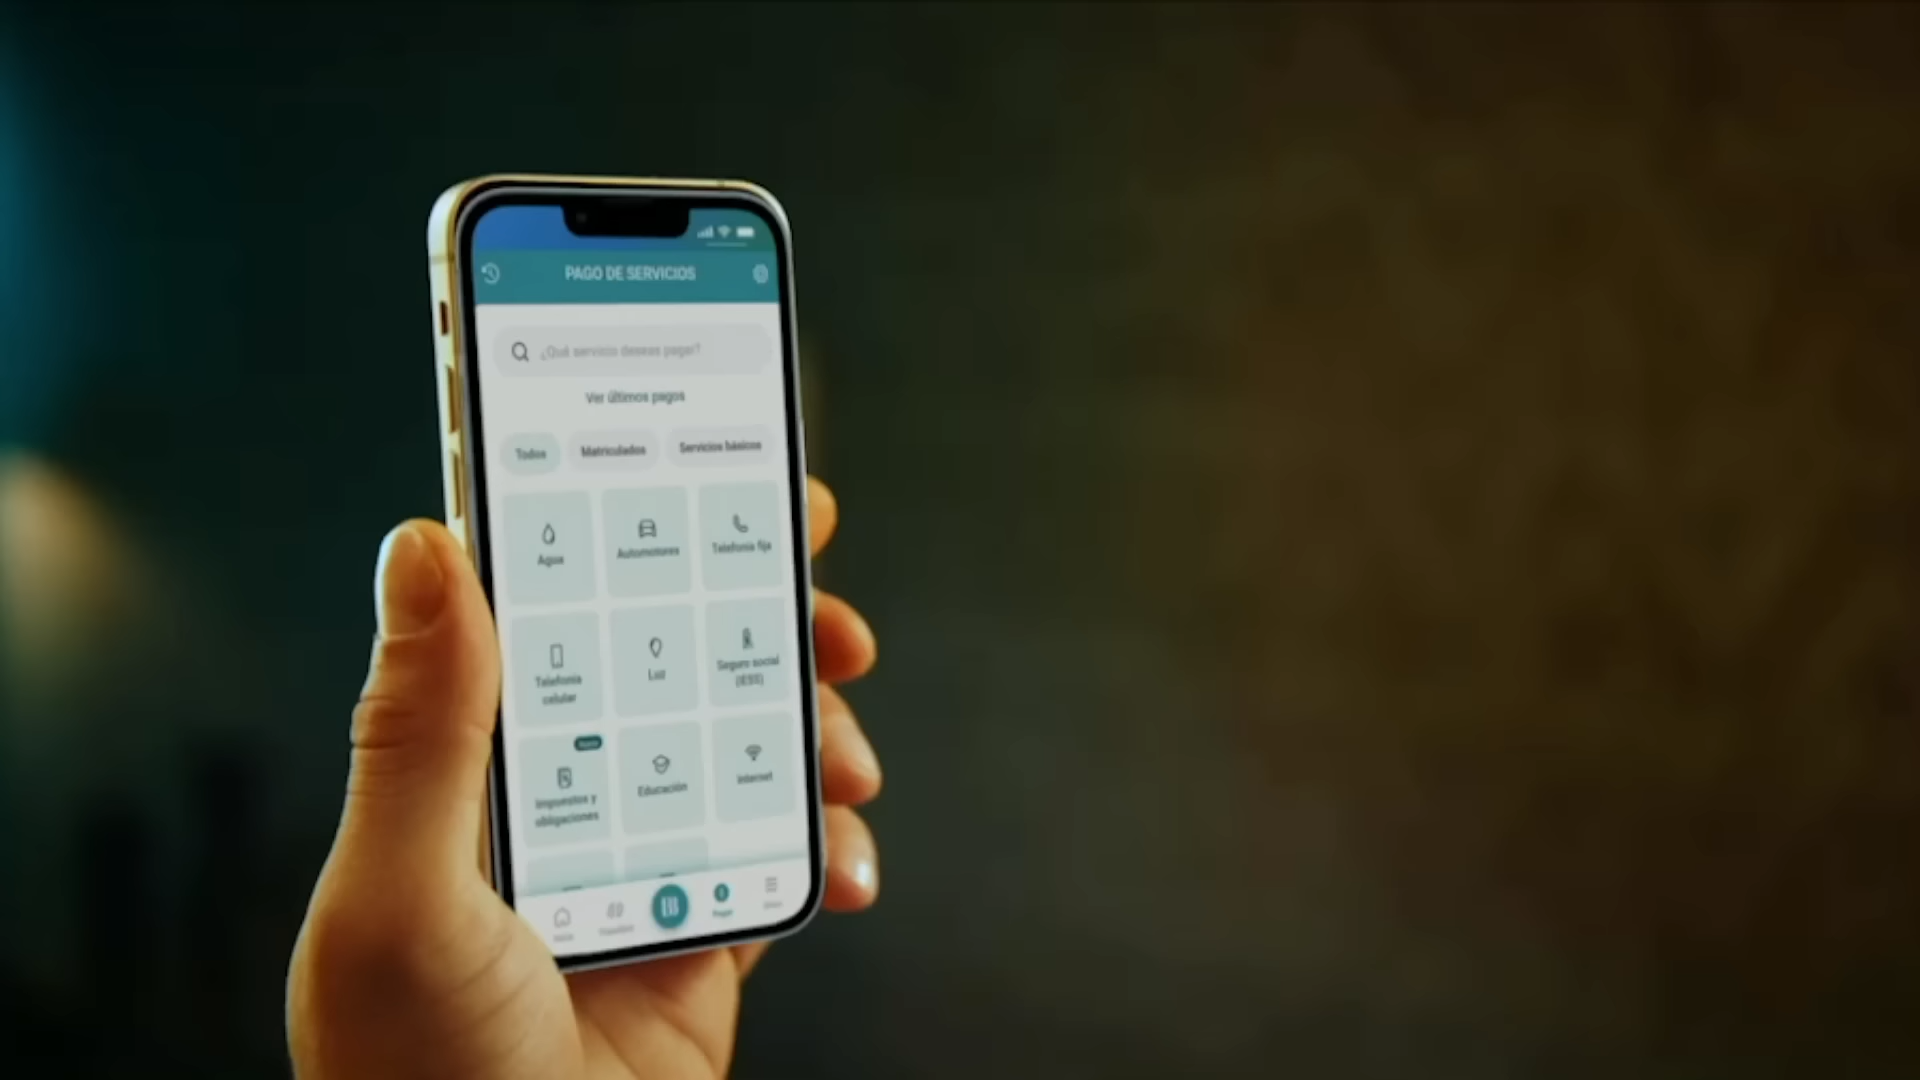 PAGO DE SERVICIOS
¿Qué servicio deseas pagar?
Ver últimos pagos
Todos Matriculados Servicios básicos
Agua Automotores Telefonía fija
Telefonía
celular
Luz
Seguro social
(IESS)
Impuestos y
obligaciones
Educación
Internet
Pagar